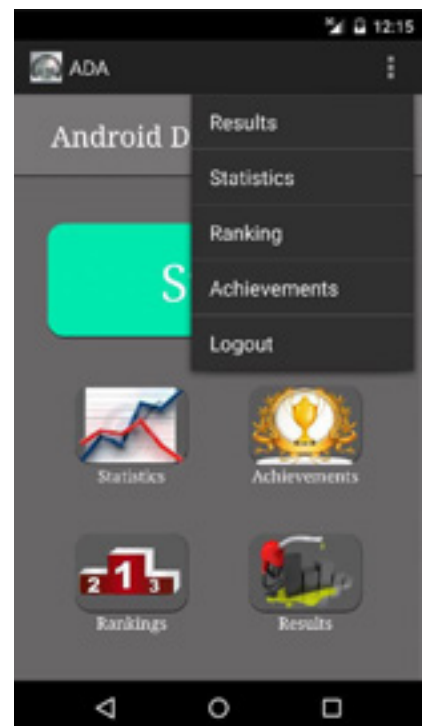 12:15
ADA
Results
Android D
Statistics
Ranking
S
Achievements
Logout
Statistics
Achievements
2 1 3
Rankings
Results